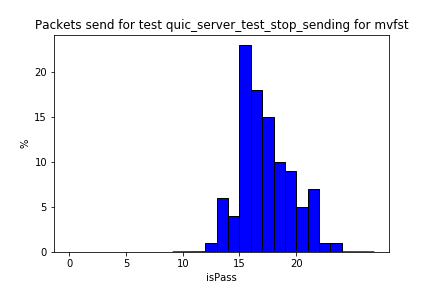 Packets send for test quic_server_test_stop_sending for mvfst
20
15
10
5
0
%
0 5 10 15 20
isPass